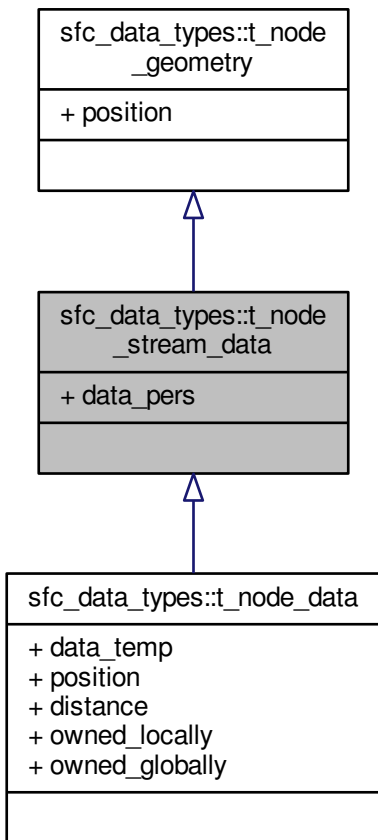 sfc_data_types::t_node
_geometry
+ position
sfc_data_types::t_node
_stream_data
+ data_pers
sfc_data_types::t_node_data
+ data_temp
+ position
+ distance
+ owned_locally
+ owned_globally